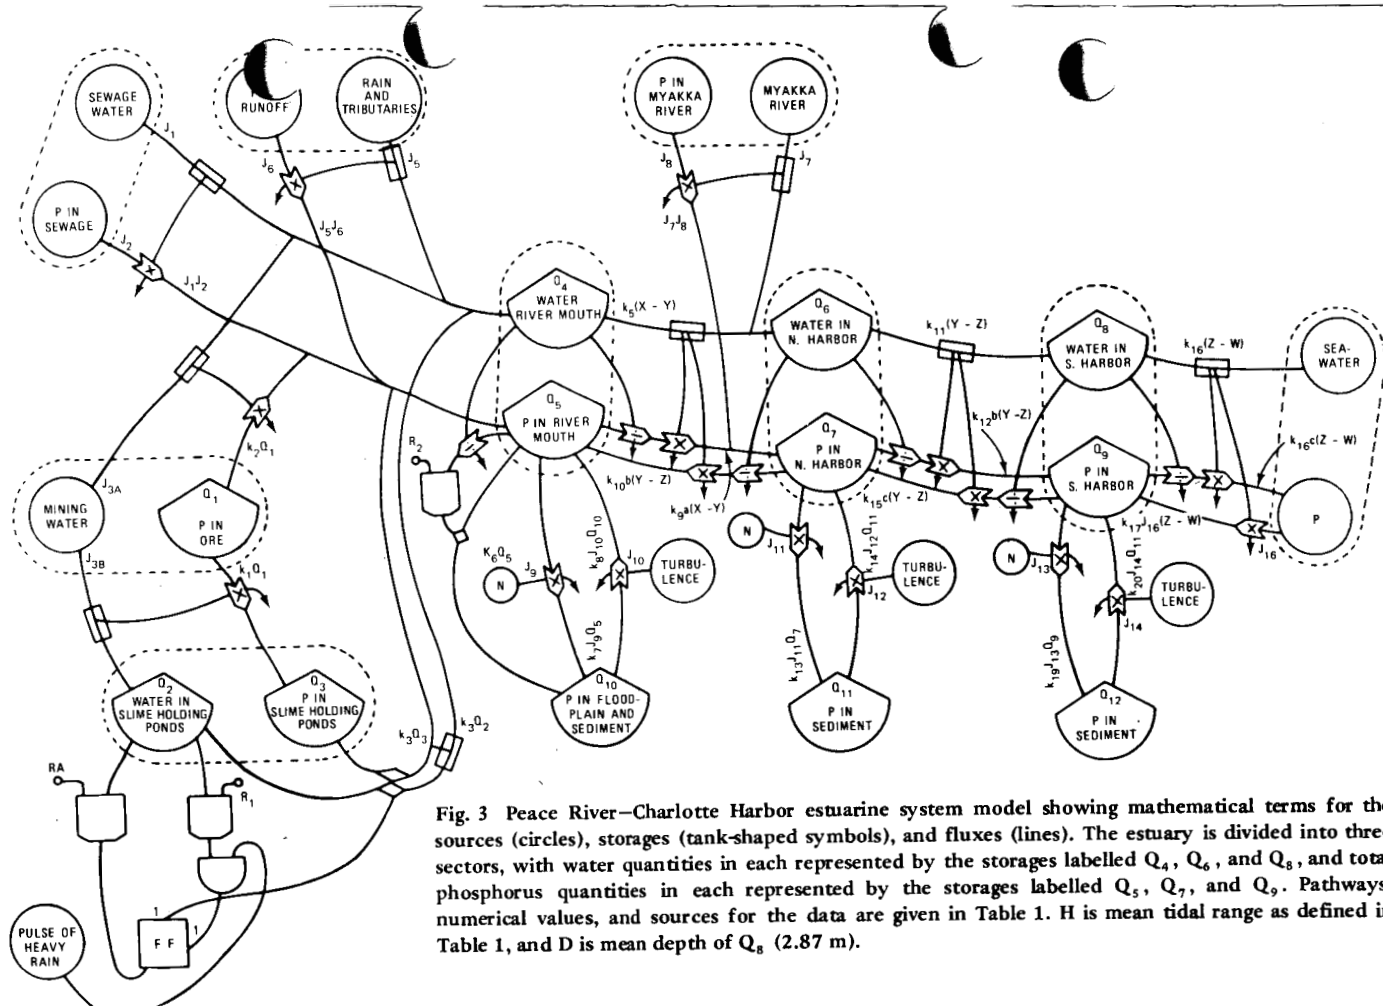 SEWAGE
WATER
RUNOFF
RAIN
AND
TRIBUTARIES
P IN
MYAKKA
RIVER
MYAKKA
RIVER
J₁
J₆
J₅
J₈
J₇
P IN
SEWAGE
J₂
J₅J₆
J₇J₈
J₁J₂
Q₄
WATER
RIVER MOUTH
k₅(X - Y)
Q₆
WATER IN
N. HARBOR
k₁₁(Y - Z)
Q₈
WATER IN
S. HARBOR
k₁₆(Z - W)
SEA-
WATER
Q₅
P IN RIVER
MOUTH
Q₇
P IN
N. HARBOR
k₁₂b(Y - Z)
Q₉
P IN
S. HARBOR
k₁₆c(Z - W)
P
R₂
k₂Q₁
k₁₀b(Y - Z)
k₉a(X - Y)
k₁₅c(Y - Z)
k₁₇J₁₆(Z - W)
J₁₆
J₃A
MINING
WATER
Q₁
P IN
ORE
J₃B
k₁Q₁
K₆Q₅
N
J₉
k₈J₁₀Q₁₀
J₁₀
TURBU-
LENCE
k₇J₉Q₅
N
J₁₁
k₁₄J₁₂Q₁₁
J₁₂
TURBU-
LENCE
k₁₃J₁₁Q₇
N
J₁₃
k₂₀J₁₄Q₁₁
J₁₄
TURBU-
LENCE
k₁₉J₁₃Q₉
Q₂
WATER IN
SLIME HOLDING
PONDS
Q₃
P IN
SLIME HOLDING
PONDS
Q₁₀
P IN FLOOD-
PLAIN AND
SEDIMENT
Q₁₁
P IN
SEDIMENT
Q₁₂
P IN
SEDIMENT
k₃Q₃
k₃Q₂
RA
R₁
1
1
F F
PULSE OF
HEAVY
RAIN
Fig. 3 Peace River—Charlotte Harbor estuarine system model showing mathematical terms for the
sources (circles), storages (tank-shaped symbols), and fluxes (lines). The estuary is divided into three
sectors, with water quantities in each represented by the storages labelled Q₄, Q₆, and Q₈, and total
phosphorus quantities in each represented by the storages labelled Q₅, Q₇, and Q₉. Pathways,
numerical values, and sources for the data are given in Table 1. H is mean tidal range as defined in
Table 1, and D is mean depth of Q₈ (2.87 m).